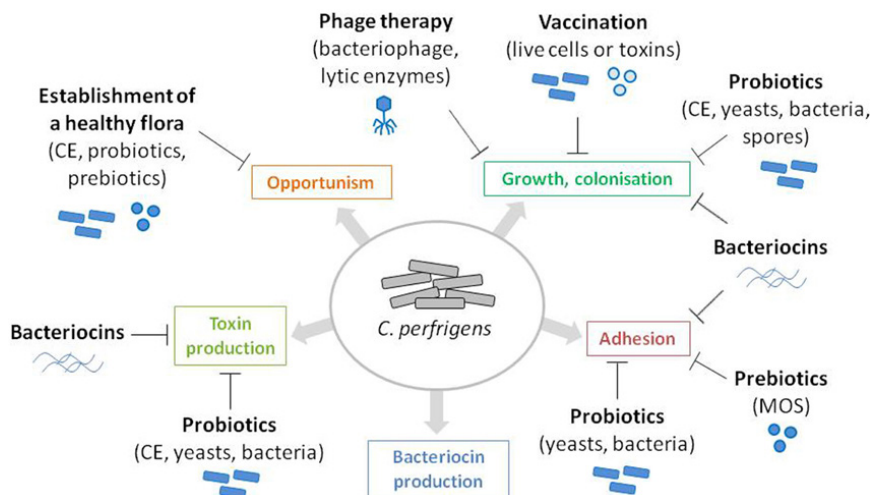 Phage therapy
(bacteriophage,
lytic enzymes)
Vaccination
(live cells or toxins)
Probiotics
(CE, yeasts, bacteria,
spores)
Establishment of
a healthy flora
(CE, probiotics,
prebiotics)
Opportunism
Growth, colonisation
Bacteriocins
C. perfrigens
Bacteriocins
Toxin
production
Adhesion
Prebiotics
(MOS)
Probiotics
(CE, yeasts, bacteria)
Probiotics
(yeasts, bacteria)
Bacteriocin
production